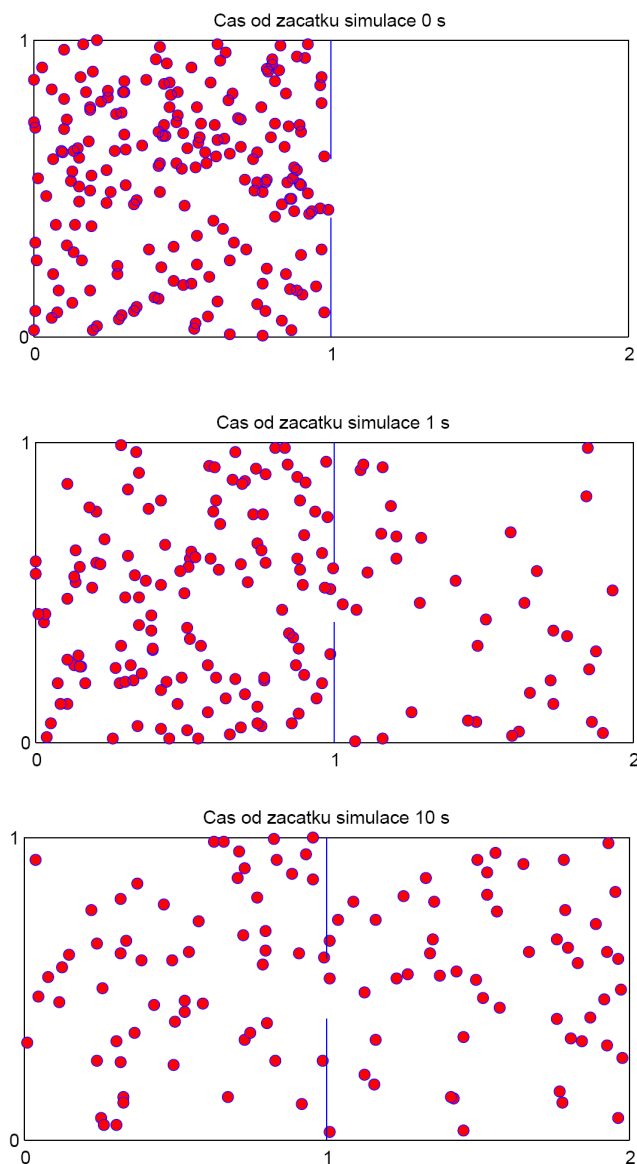 Cas od zacatku simulace 0 s
1
0
0 1 2
Cas od zacatku simulace 1 s
1
0
0 1 2
Cas od zacatku simulace 10 s
1
0
0 1 2